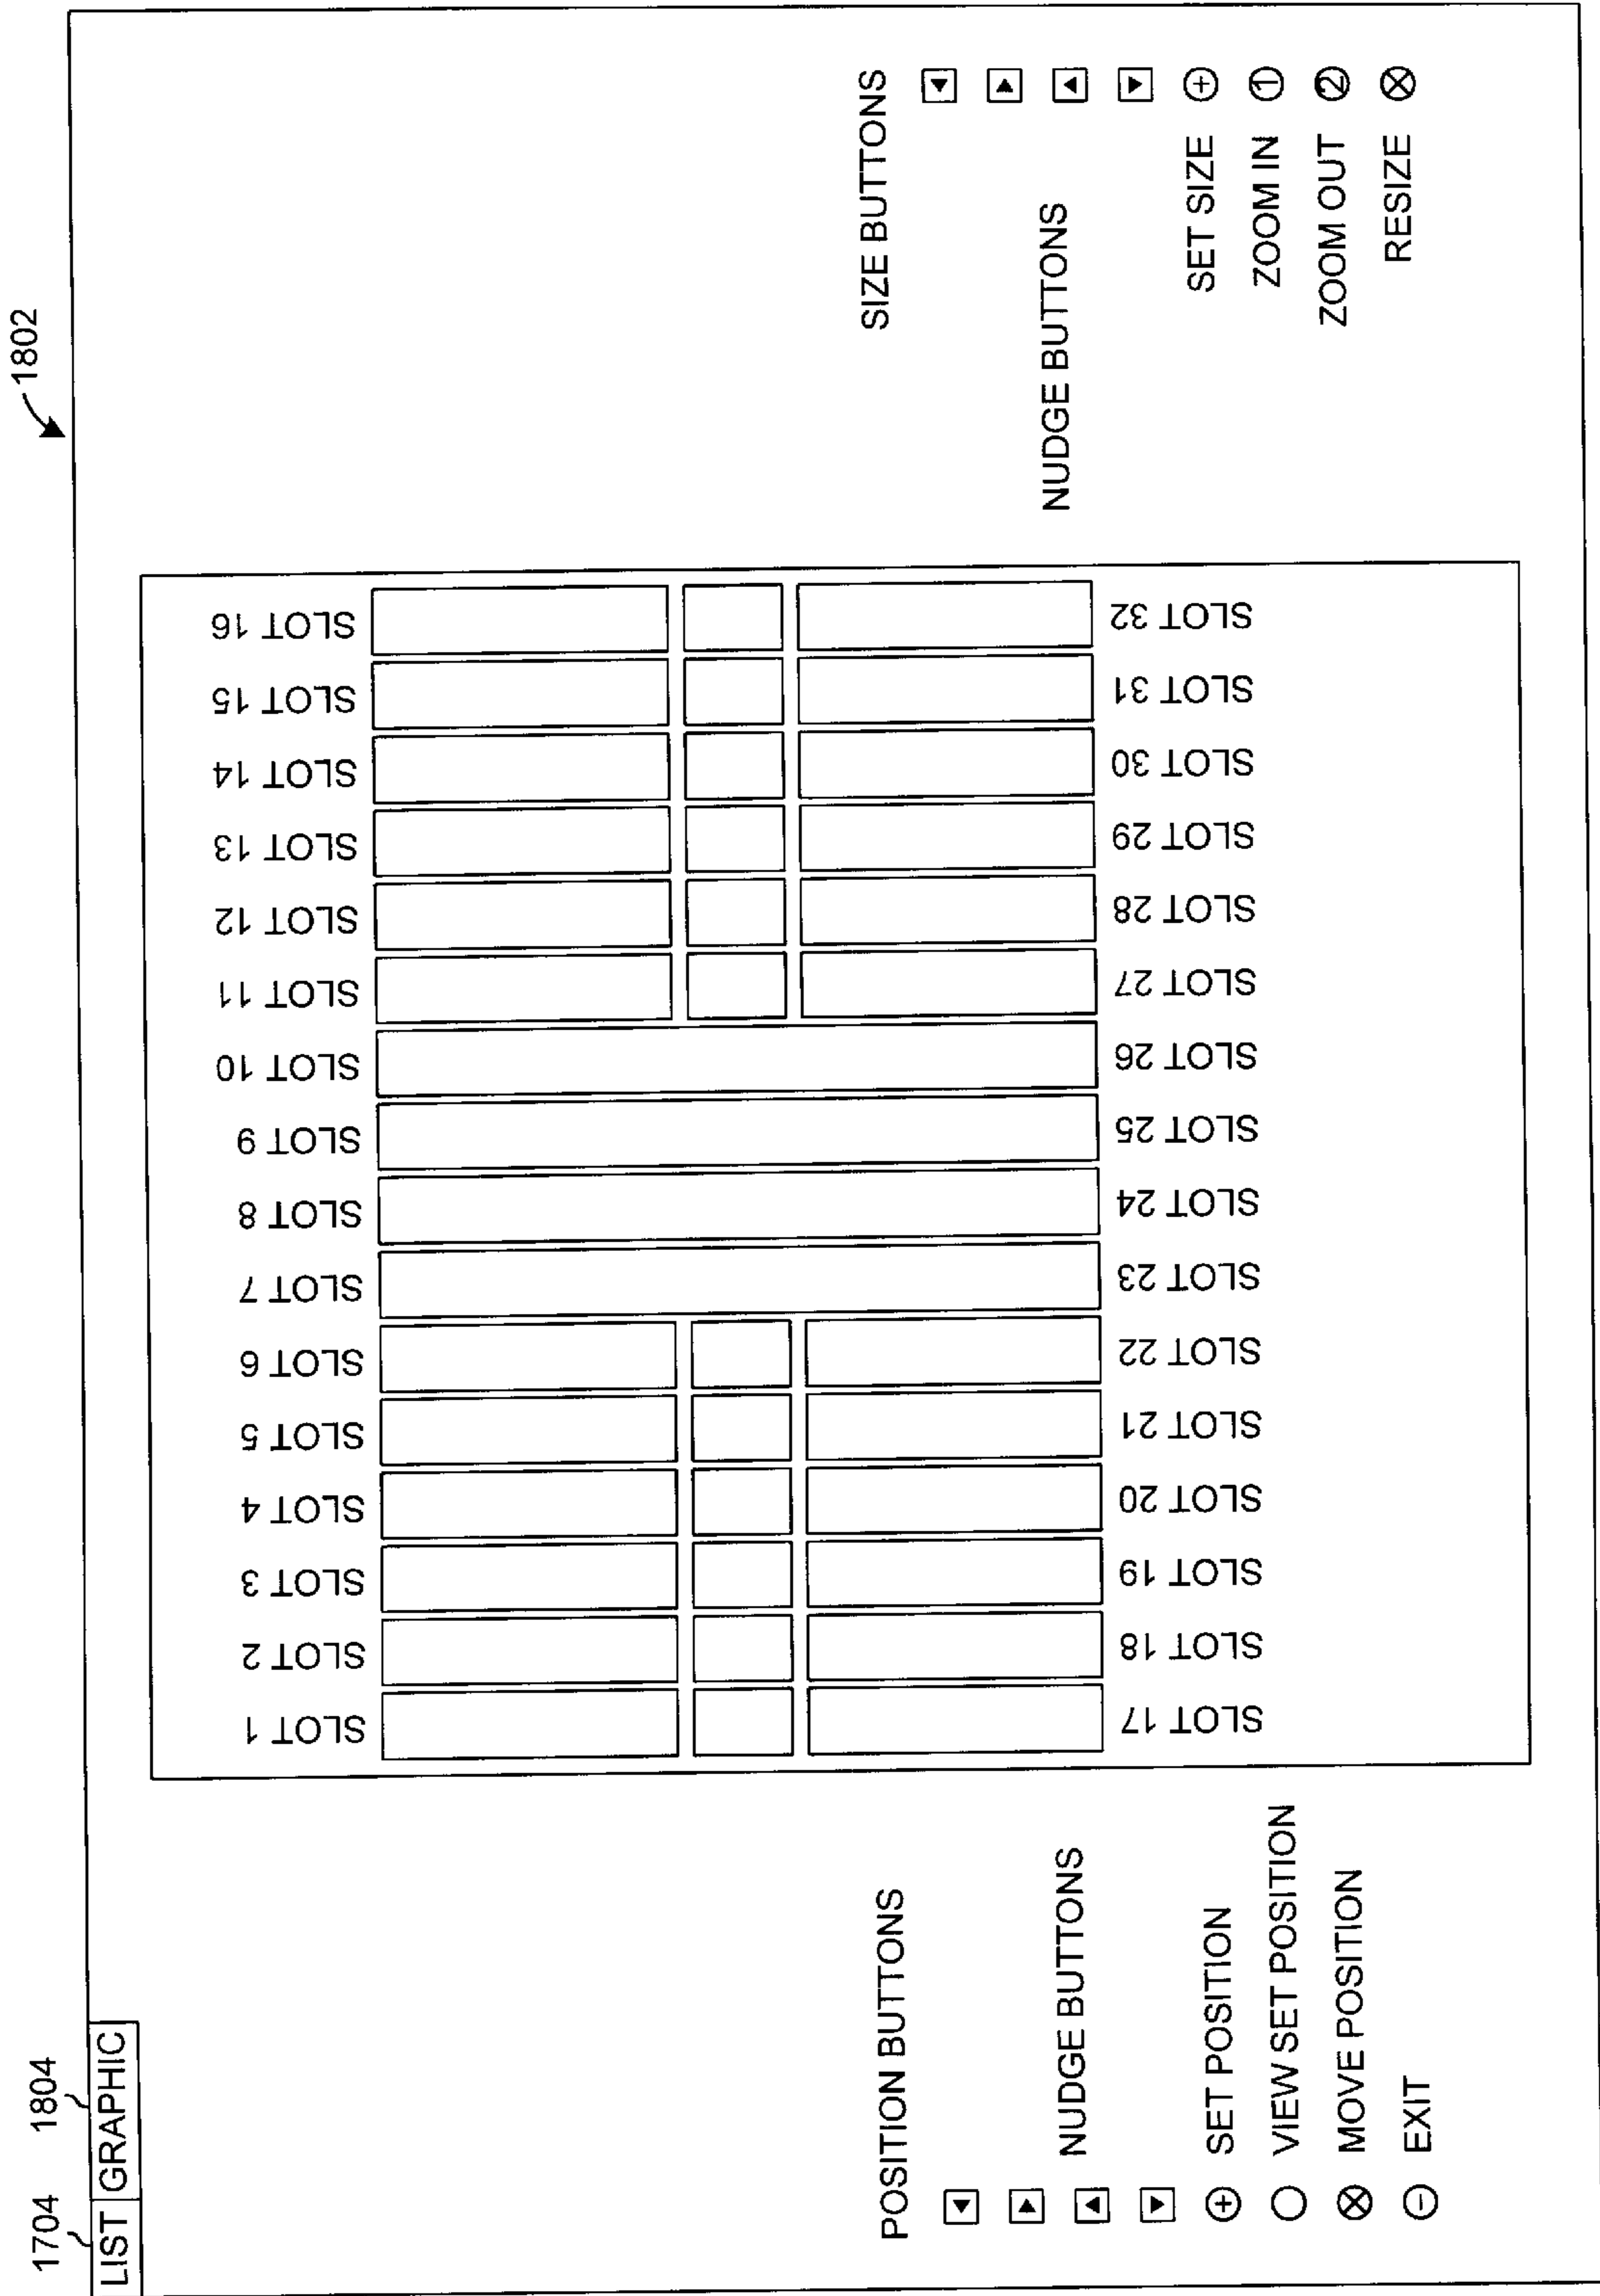 1802
1704
1804
LIST
GRAPHIC
SLOT 1
SLOT 2
SLOT 3
SLOT 4
SLOT 5
SLOT 6
SLOT 7
SLOT 8
SLOT 9
SLOT 10
SLOT 11
SLOT 12
SLOT 13
SLOT 14
SLOT 15
SLOT 16
SLOT 17
SLOT 18
SLOT 19
SLOT 20
SLOT 21
SLOT 22
SLOT 23
SLOT 24
SLOT 25
SLOT 26
SLOT 27
SLOT 28
SLOT 29
SLOT 30
SLOT 31
SLOT 32
POSITION BUTTONS
NUDGE BUTTONS
SET POSITION
VIEW SET POSITION
MOVE POSITION
EXIT
SIZE BUTTONS
NUDGE BUTTONS
SET SIZE
ZOOM IN 1
ZOOM OUT 2
RESIZE